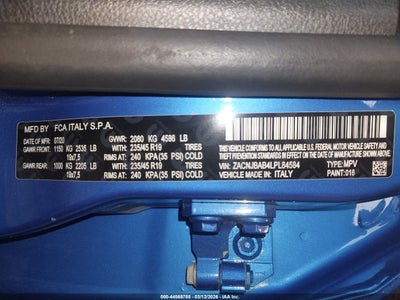 MFD BY FCA ITALY S.P.A.
DATE OF MFR: 07/20 GVWR: 2080 KG 4586 LB
GAWR FRONT: 1150 KG 2535 LB WITH 235/45 R19 TIRES
19x7,5 RIMS AT: 240 KPA(35 PSI) COLD
GAWR REAR: 1000 KG 2205 LB WITH 235/45 R19 TIRES
19x7,5 RIMS AT: 240 KPA(35 PSI) COLD
THIS VEHICLE CONFORMS TO ALL APPLICABLE FEDERAL MOTOR VEHICLE SAFETY, BUMPER, AND THEFT
PREVENTION STANDARDS IN EFFECT ON THE DATE OF MANUFACTURE SHOWN ABOVE
VIN: ZACNJBAB4LPL84584 TYPE: MPV
VEHICLE MADE IN: ITALY PAINT: 018
000-44569785 - 03/12/2026 - IAA, Inc.